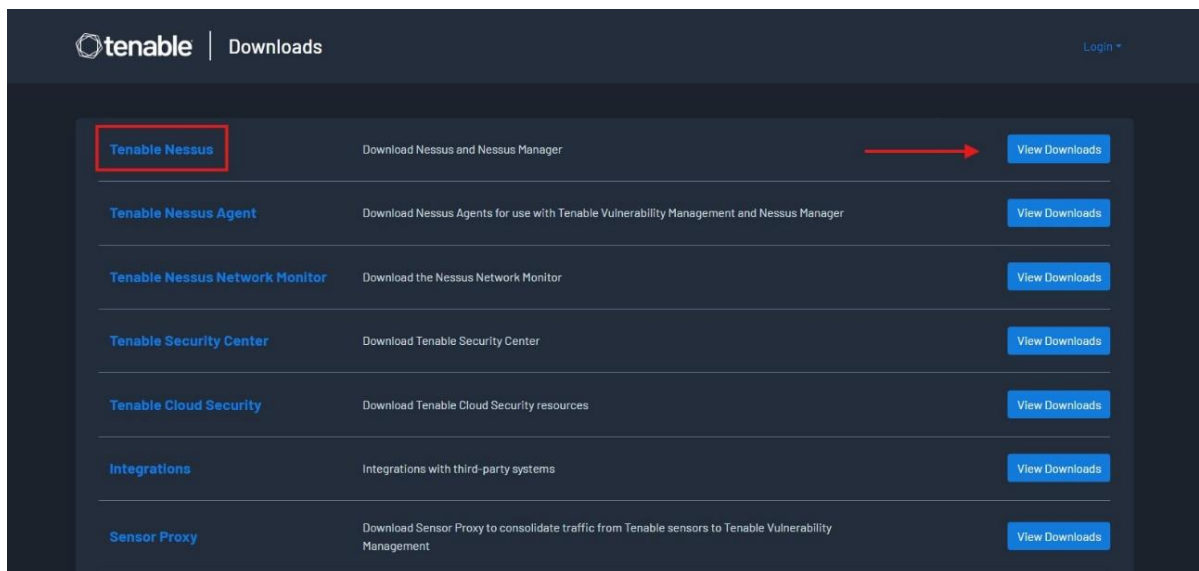 tenable | Downloads
Login
Tenable Nessus Download Nessus and Nessus Manager View Downloads
Tenable Nessus Agent Download Nessus Agents for use with Tenable Vulnerability Management and Nessus Manager View Downloads
Tenable Nessus Network Monitor Download the Nessus Network Monitor View Downloads
Tenable Security Center Download Tenable Security Center View Downloads
Tenable Cloud Security Download Tenable Cloud Security resources View Downloads
Integrations Integrations with third-party systems View Downloads
Sensor Proxy Download Sensor Proxy to consolidate traffic from Tenable sensors to Tenable Vulnerability
Management View Downloads